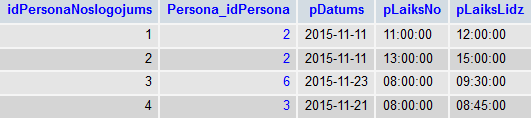 idPersonaNoslogojums Persona_idPersona pDatums pLaiksNo pLaiksLidz
1 2 2015-11-11 11:00:00 12:00:00
2 2 2015-11-11 13:00:00 15:00:00
3 6 2015-11-23 08:00:00 09:30:00
4 3 2015-11-21 08:00:00 08:45:00